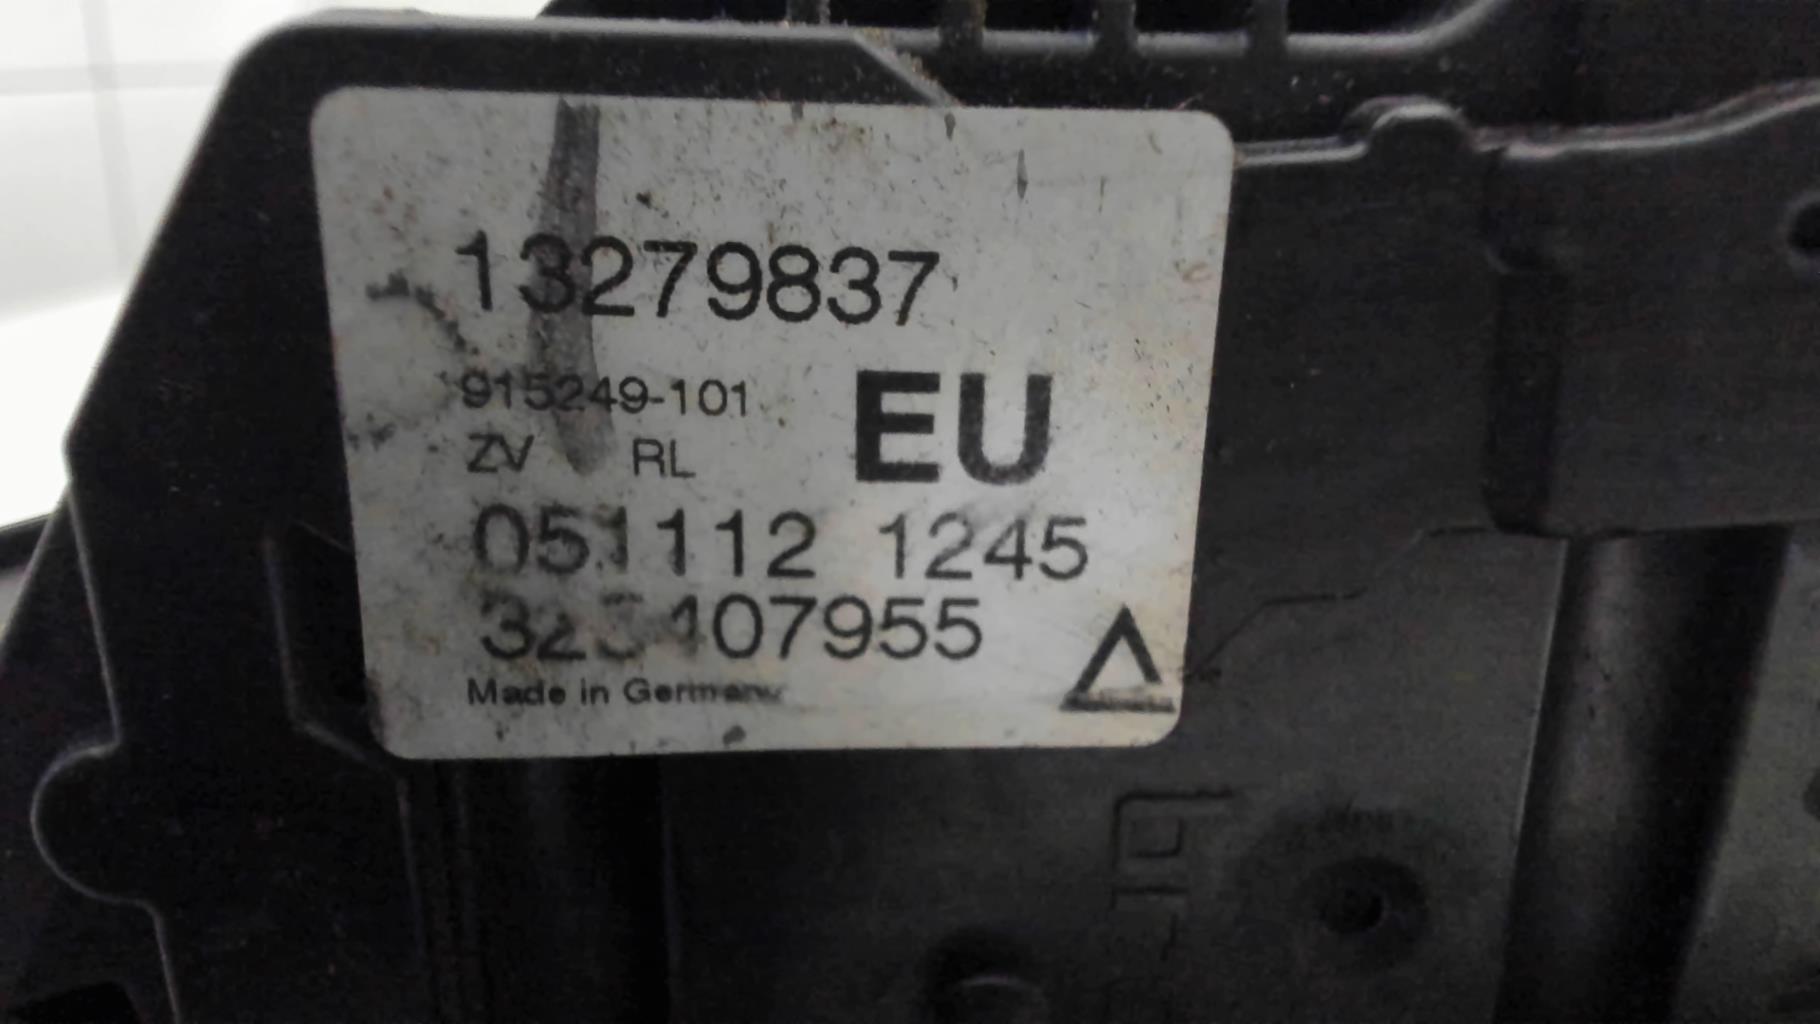 13279837
915249-101
EU
ZV RL
051112 1245
Made in Germany